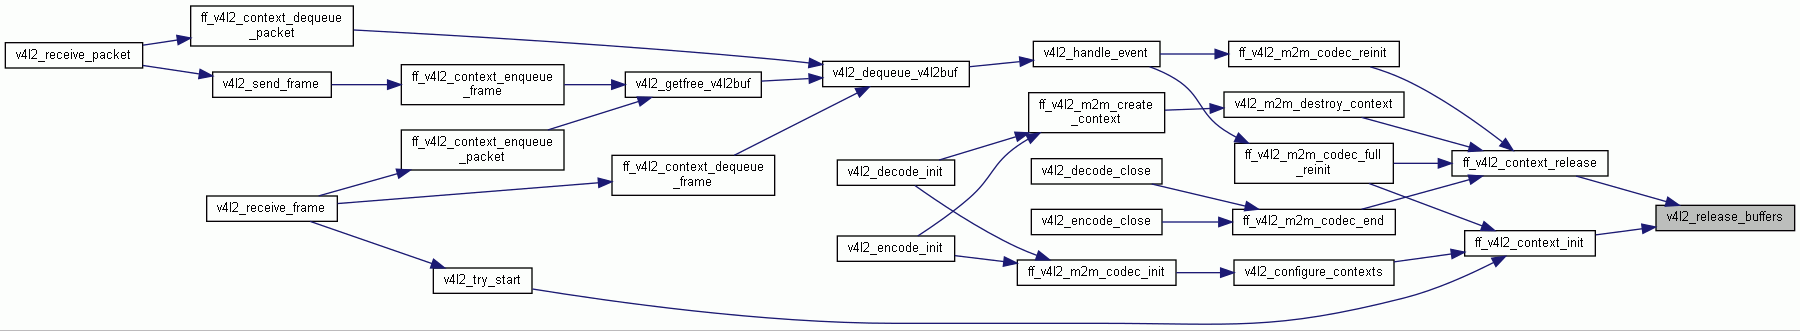 ff_v4l2_context_dequeue
_packet
v4l2_receive_packet
v4l2_send_frame
ff_v4l2_context_enqueue
_frame
v4l2_getfree_v4l2buf
v4l2_dequeue_v4l2buf
v4l2_handle_event
ff_v4l2_m2m_codec_reinit
ff_v4l2_m2m_create
_context
v4l2_m2m_destroy_context
ff_v4l2_context_enqueue
_packet
ff_v4l2_context_dequeue
_frame
v4l2_decode_init
v4l2_decode_close
ff_v4l2_m2m_codec_full
_reinit
ff_v4l2_context_release
v4l2_receive_frame
v4l2_encode_close
ff_v4l2_m2m_codec_end
v4l2_release_buffers
v4l2_encode_init
ff_v4l2_context_init
v4l2_try_start
ff_v4l2_m2m_codec_init
v4l2_configure_contexts